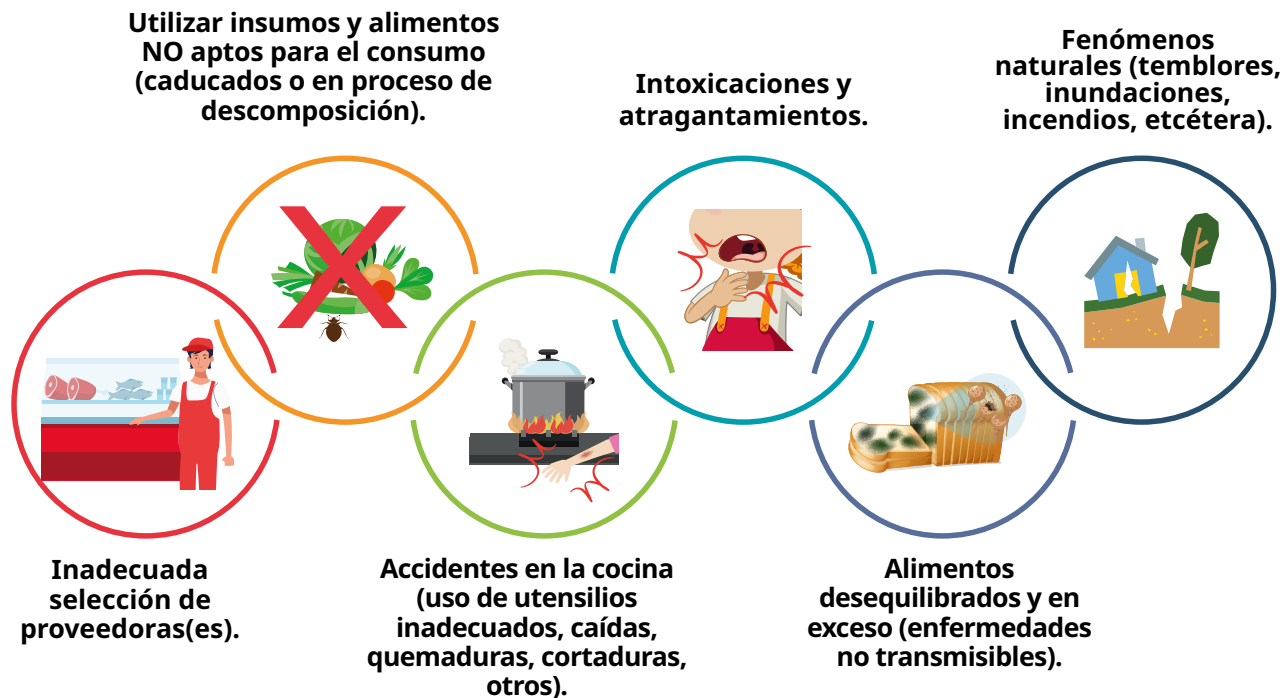 Utilizar insumos y alimentos
NO aptos para el consumo
(caducados o en proceso de
descomposición).
Intoxicaciones y
atragantamientos.
Fenómenos
naturales (temblores,
inundaciones,
incendios, etcétera).
Inadecuada
selección de
proveedoras(es).
Accidentes en la cocina
(uso de utensilios
inadecuados, caídas,
quemaduras, cortaduras,
otros).
Alimentos
desequilibrados y en
exceso (enfermedades
no transmisibles).